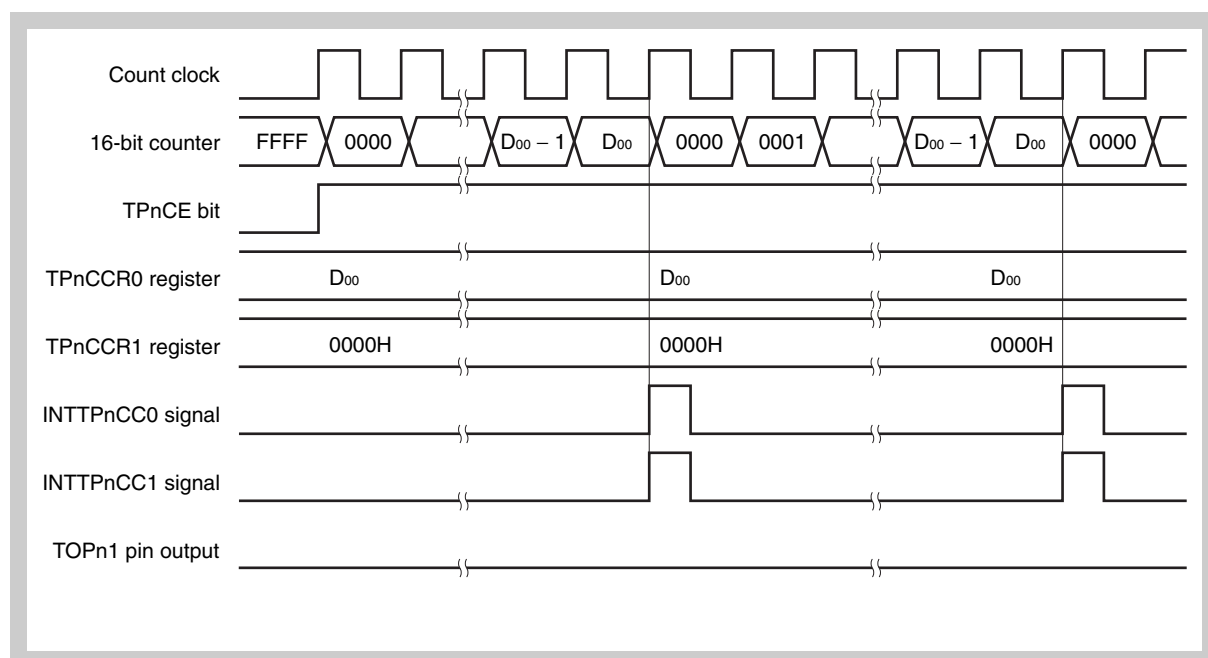 Count clock
16-bit counter FFFF 0000 D00 – 1 D00 0000 0001 D00 – 1 D00 0000
TPnCE bit
TPnCCR0 register D00 D00 D00
TPnCCR1 register 0000H 0000H 0000H
INTTPnCC0 signal
INTTPnCC1 signal
TOPn1 pin output